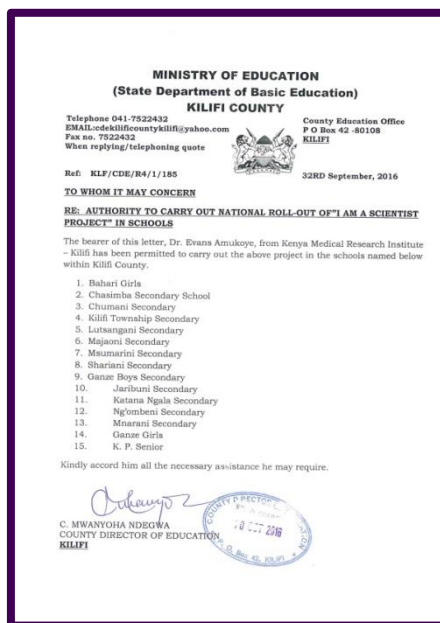 MINISTRY OF EDUCATION
(State Department of Basic Education)
KILIFI COUNTY
Telephone 041-7522432
EMAIL:cdekilificountykilifi@yahoo.com
Fax no. 7522432
When replying/telephoning quote
County Education Office
P O Box 42 -80108
KILIFI
Ref: KLF/CDE/R4/1/185
32RD September, 2016
TO WHOM IT MAY CONCERN
RE: AUTHORITY TO CARRY OUT NATIONAL ROLL-OUT OF"I AM A SCIENTIST
PROJECT" IN SCHOOLS
The bearer of this letter, Dr. Evans Amukoye, from Kenya Medical Research Institute
– Kilifi has been permitted to carry out the above project in the schools named below
within Kilifi County.
1. Bahari Girls
2. Chasimba Secondary School
3. Chumani Secondary
4. Kilifi Township Secondary
5. Lutsangani Secondary
6. Majaoni Secondary
7. Msumarini Secondary
8. Shariani Secondary
9. Ganze Boys Secondary
10. Jaribuni Secondary
11. Katana Ngala Secondary
12. Ng'ombeni Secondary
13. Mnarani Secondary
14. Ganze Girls
15. K. P. Senior
Kindly accord him all the necessary assistance he may require.
C. MWANYOHA NDEGWA
COUNTY DIRECTOR OF EDUCATION
KILIFI
COUNTY DIRECTOR
OCT 2016
P. O. Box 42, KILIFI